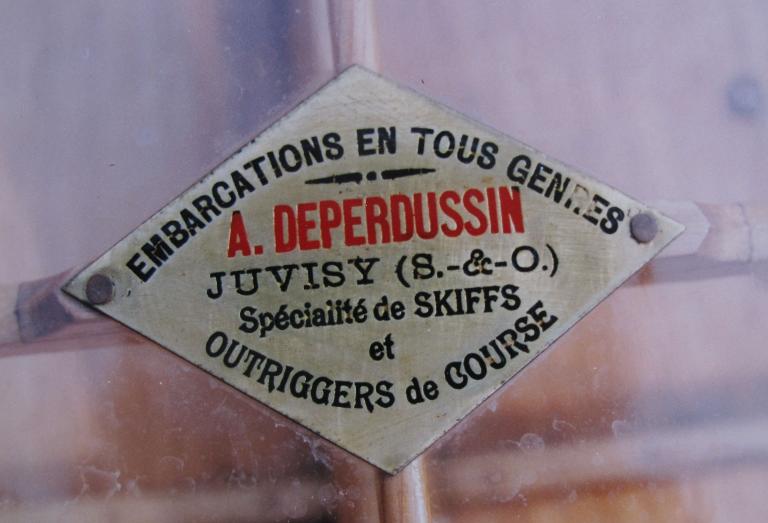 EMBARCATIONS EN TOUS GENRES
A. DEPERDUSSIN
JUVISY (S.-&-O.)
Spécialité de SKIFFS
et
OUTRIGGERS de COURSE